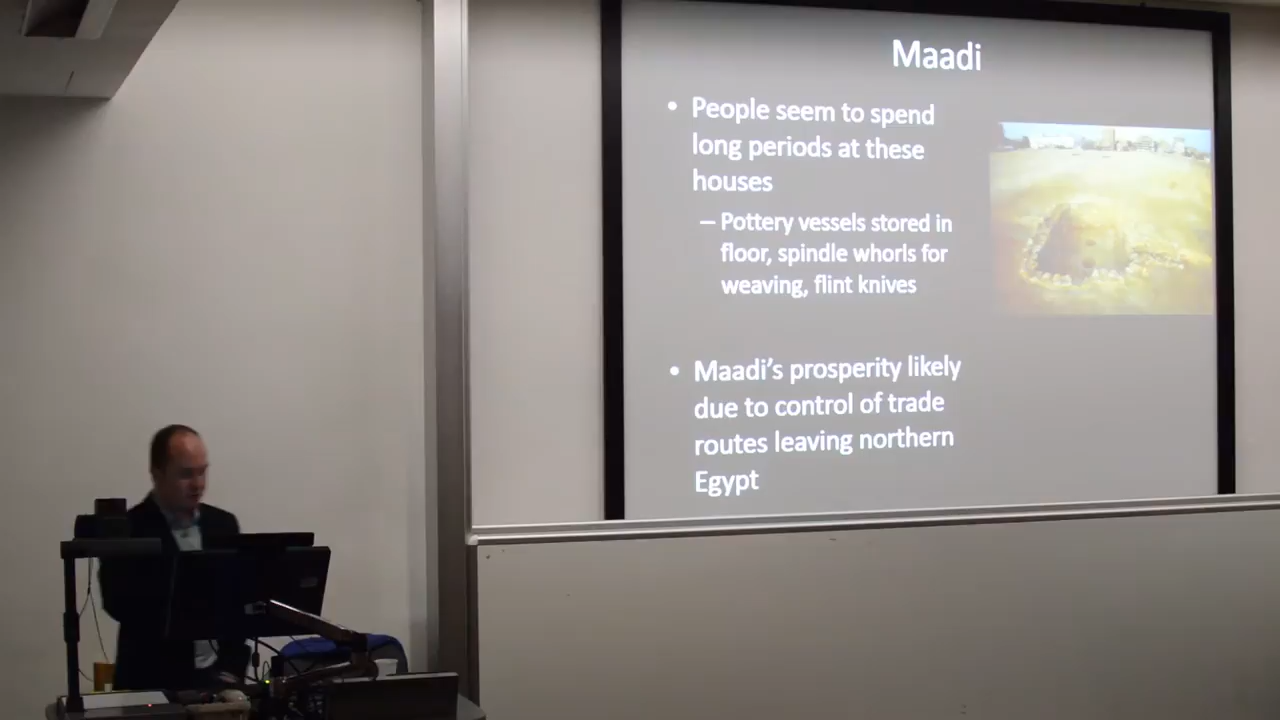 Maadi
• People seem to spend
long periods at these
houses
– Pottery vessels stored in
floor, spindle whorls for
weaving, flint knives
• Maadi’s prosperity likely
due to control of trade
routes leaving northern
Egypt